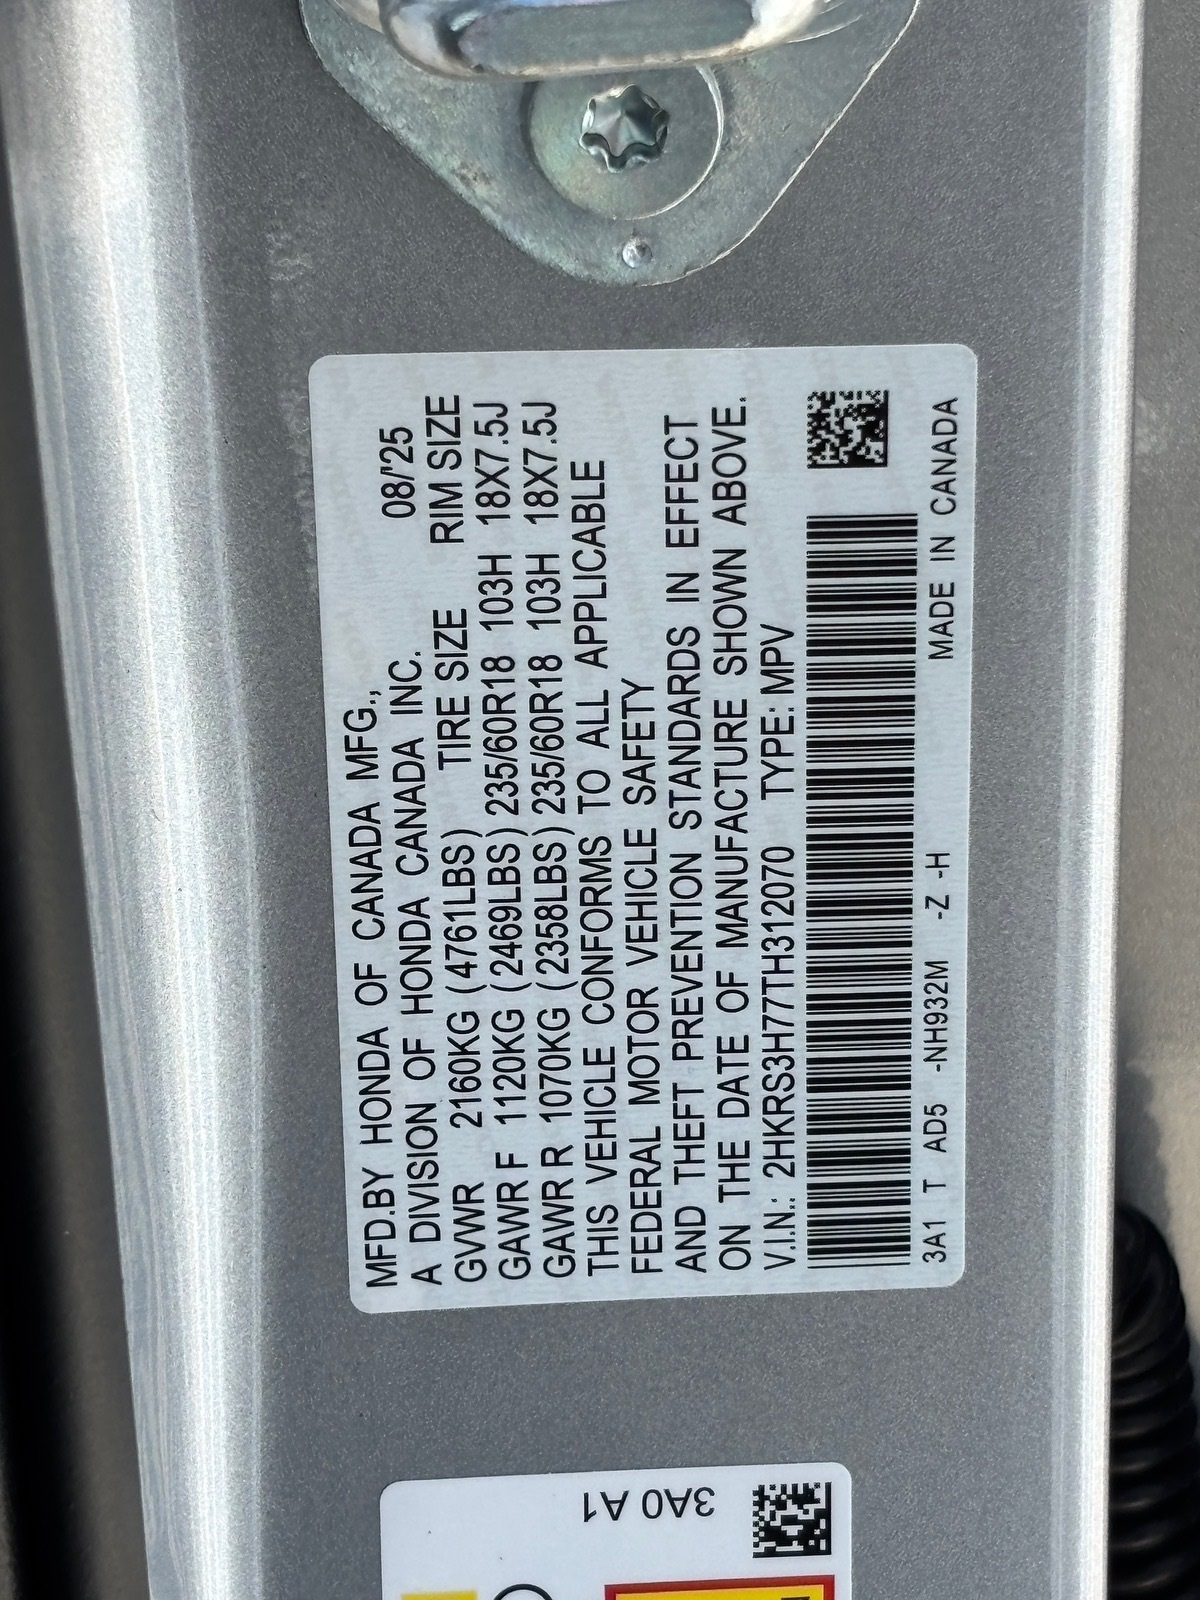 MFD.BY HONDA OF CANADA MFG.,
A DIVISION OF HONDA CANADA INC. 08/'25
GVWR 2160KG (4761LBS) TIRE SIZE RIM SIZE
GAWR F 1120KG (2469LBS) 235/60R18 103H 18X7.5J
GAWR R 1070KG (2358LBS) 235/60R18 103H 18X7.5J
THIS VEHICLE CONFORMS TO ALL APPLICABLE
FEDERAL MOTOR VEHICLE SAFETY
AND THEFT PREVENTION STANDARDS IN EFFECT
ON THE DATE OF MANUFACTURE SHOWN ABOVE.
V.I.N.: 2HKRS3H77TH312070 TYPE: MPV
3A1 T AD5 -NH932M -Z -H MADE IN CANADA
3A0 A1